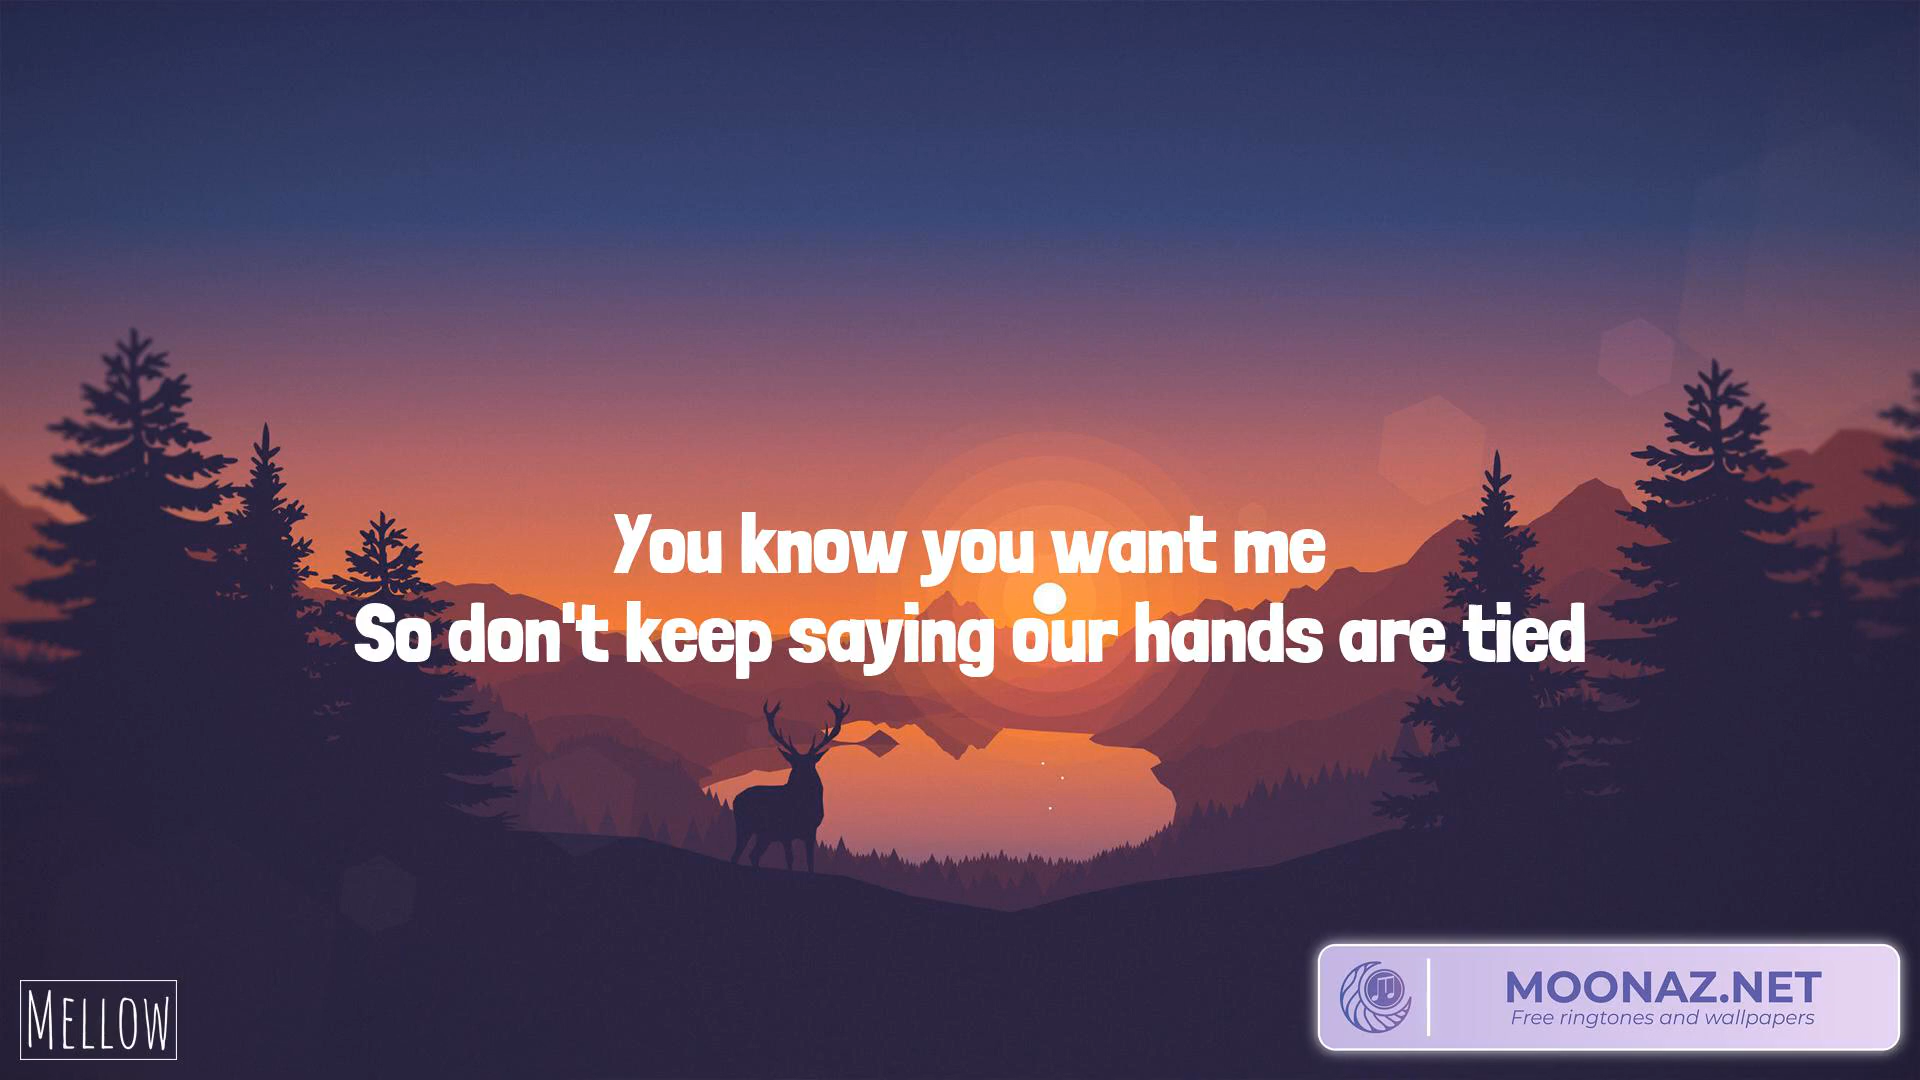 You know you want me
So don't keep saying our hands are tied
MELLOW
MOONAZ.NET
Free ringtones and wallpapers